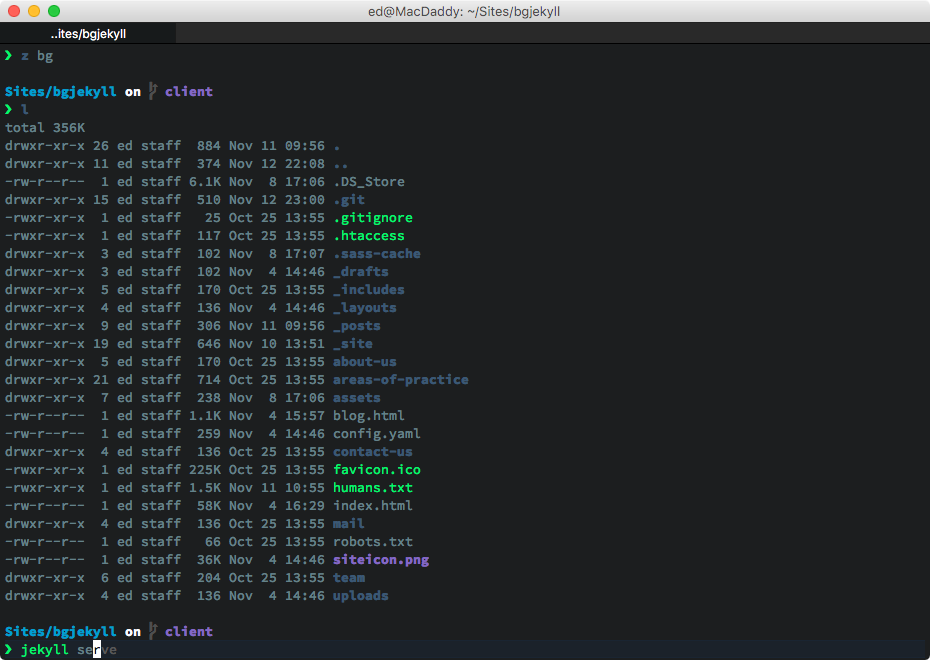 ed@MacDaddy: ~/Sites/bgjekyll
..ites/bgjekyll
❯ z bg
Sites/bgjekyll on client
❯ l
total 356K
drwxr-xr-x 26 ed staff  884 Nov 11 09:56 .
drwxr-xr-x 11 ed staff  374 Nov 12 22:08 ..
-rw-r--r--  1 ed staff 6.1K Nov  8 17:06 .DS_Store
drwxr-xr-x 15 ed staff  510 Nov 12 23:00 .git
-rwxr-xr-x  1 ed staff   25 Oct 25 13:55 .gitignore
-rwxr-xr-x  1 ed staff  117 Oct 25 13:55 .htaccess
drwxr-xr-x  3 ed staff  102 Nov  8 17:07 .sass-cache
drwxr-xr-x  3 ed staff  102 Nov  4 14:46 _drafts
drwxr-xr-x  5 ed staff  170 Oct 25 13:55 _includes
drwxr-xr-x  4 ed staff  136 Nov  4 14:46 _layouts
drwxr-xr-x  9 ed staff  306 Nov 11 09:56 _posts
drwxr-xr-x 19 ed staff  646 Nov 10 13:51 _site
drwxr-xr-x  5 ed staff  170 Oct 25 13:55 about-us
drwxr-xr-x 21 ed staff  714 Oct 25 13:55 areas-of-practice
drwxr-xr-x  7 ed staff  238 Nov  8 17:06 assets
-rw-r--r--  1 ed staff 1.1K Nov  4 15:57 blog.html
-rw-r--r--  1 ed staff  259 Nov  4 14:46 config.yaml
drwxr-xr-x  4 ed staff  136 Oct 25 13:55 contact-us
-rwxr-xr-x  1 ed staff 225K Oct 25 13:55 favicon.ico
-rwxr-xr-x  1 ed staff 1.5K Nov 11 10:55 humans.txt
-rw-r--r--  1 ed staff  58K Nov  4 16:29 index.html
drwxr-xr-x  4 ed staff  136 Oct 25 13:55 mail
-rw-r--r--  1 ed staff   66 Oct 25 13:55 robots.txt
-rw-r--r--  1 ed staff  36K Nov  4 14:46 siteicon.png
drwxr-xr-x  6 ed staff  204 Oct 25 13:55 team
drwxr-xr-x  4 ed staff  136 Nov  4 14:46 uploads
Sites/bgjekyll on client
❯ jekyll serve